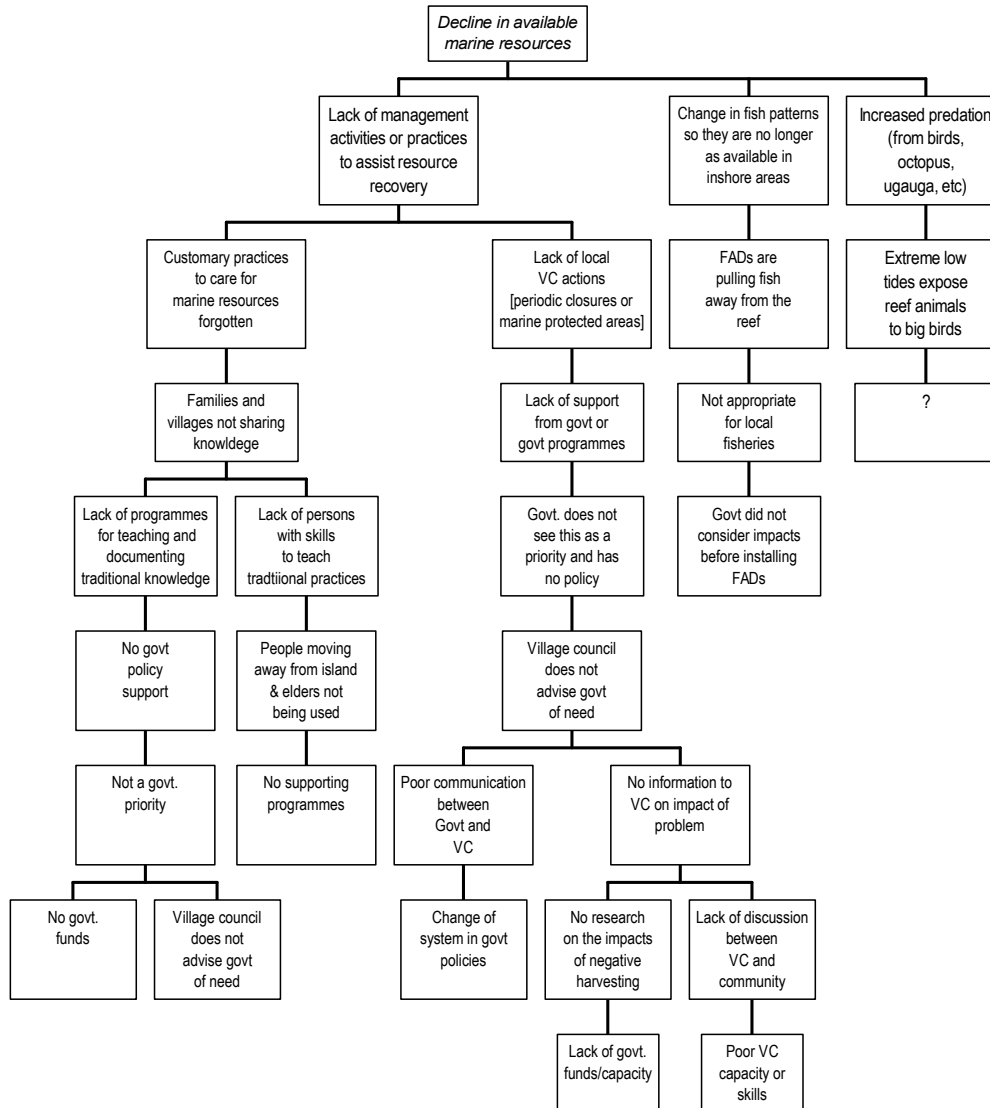 Decline in available
marine resources
Lack of management
activities or practices
to assist resource
recovery
Change in fish patterns
so they are no longer
as available in
inshore areas
Increased predation
(from birds,
octopus,
ugauga, etc)
Customary practices
to care for
marine resources
forgotten
Lack of local
VC actions
[periodic closures or
marine protected areas]
FADs are
pulling fish
away from the
reef
Extreme low
tides expose
reef animals
to big birds
Families and
villages not sharing
knowldege
Lack of support
from govt or
govt programmes
Not appropriate
for local
fisheries
?
Lack of programmes
for teaching and
documenting
traditional knowledge
Lack of persons
with skills
to teach
tradtiional practices
Govt. does not
see this as a
priority and has
no policy
Govt did not
consider impacts
before installing
FADs
No govt
policy
support
People moving
away from island
& elders not
being used
Village council
does not
advise govt
of need
Not a govt.
priority
No supporting
programmes
Poor communication
between
Govt and
VC
No information to
VC on impact of
problem
No govt.
funds
Village council
does not
advise govt
of need
Change of
system in govt
policies
No research
on the impacts
of negative
harvesting
Lack of discussion
between
VC and
community
Lack of govt.
funds/capacity
Poor VC
capacity or
skills